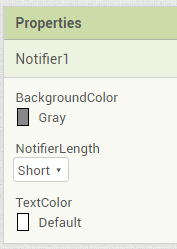 Properties
Notifier1
BackgroundColor
Gray
NotifierLength
Short
TextColor
Default